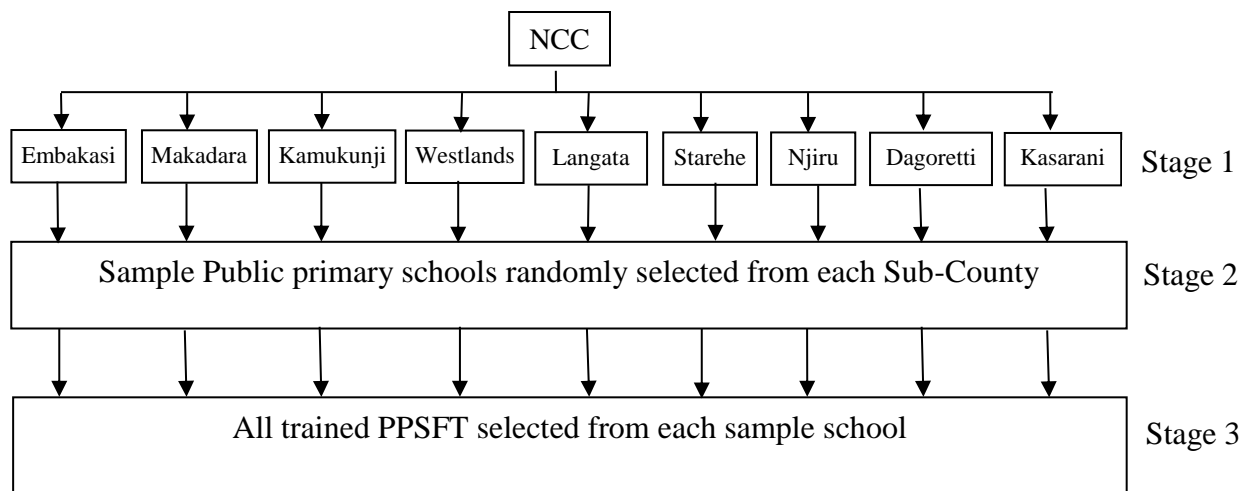 NCC
Embakasi Makadara Kamukunji Westlands Langata Starehe Njiru Dagoretti Kasarani Stage 1
Sample Public primary schools randomly selected from each Sub-County Stage 2
All trained PPSFT selected from each sample school Stage 3